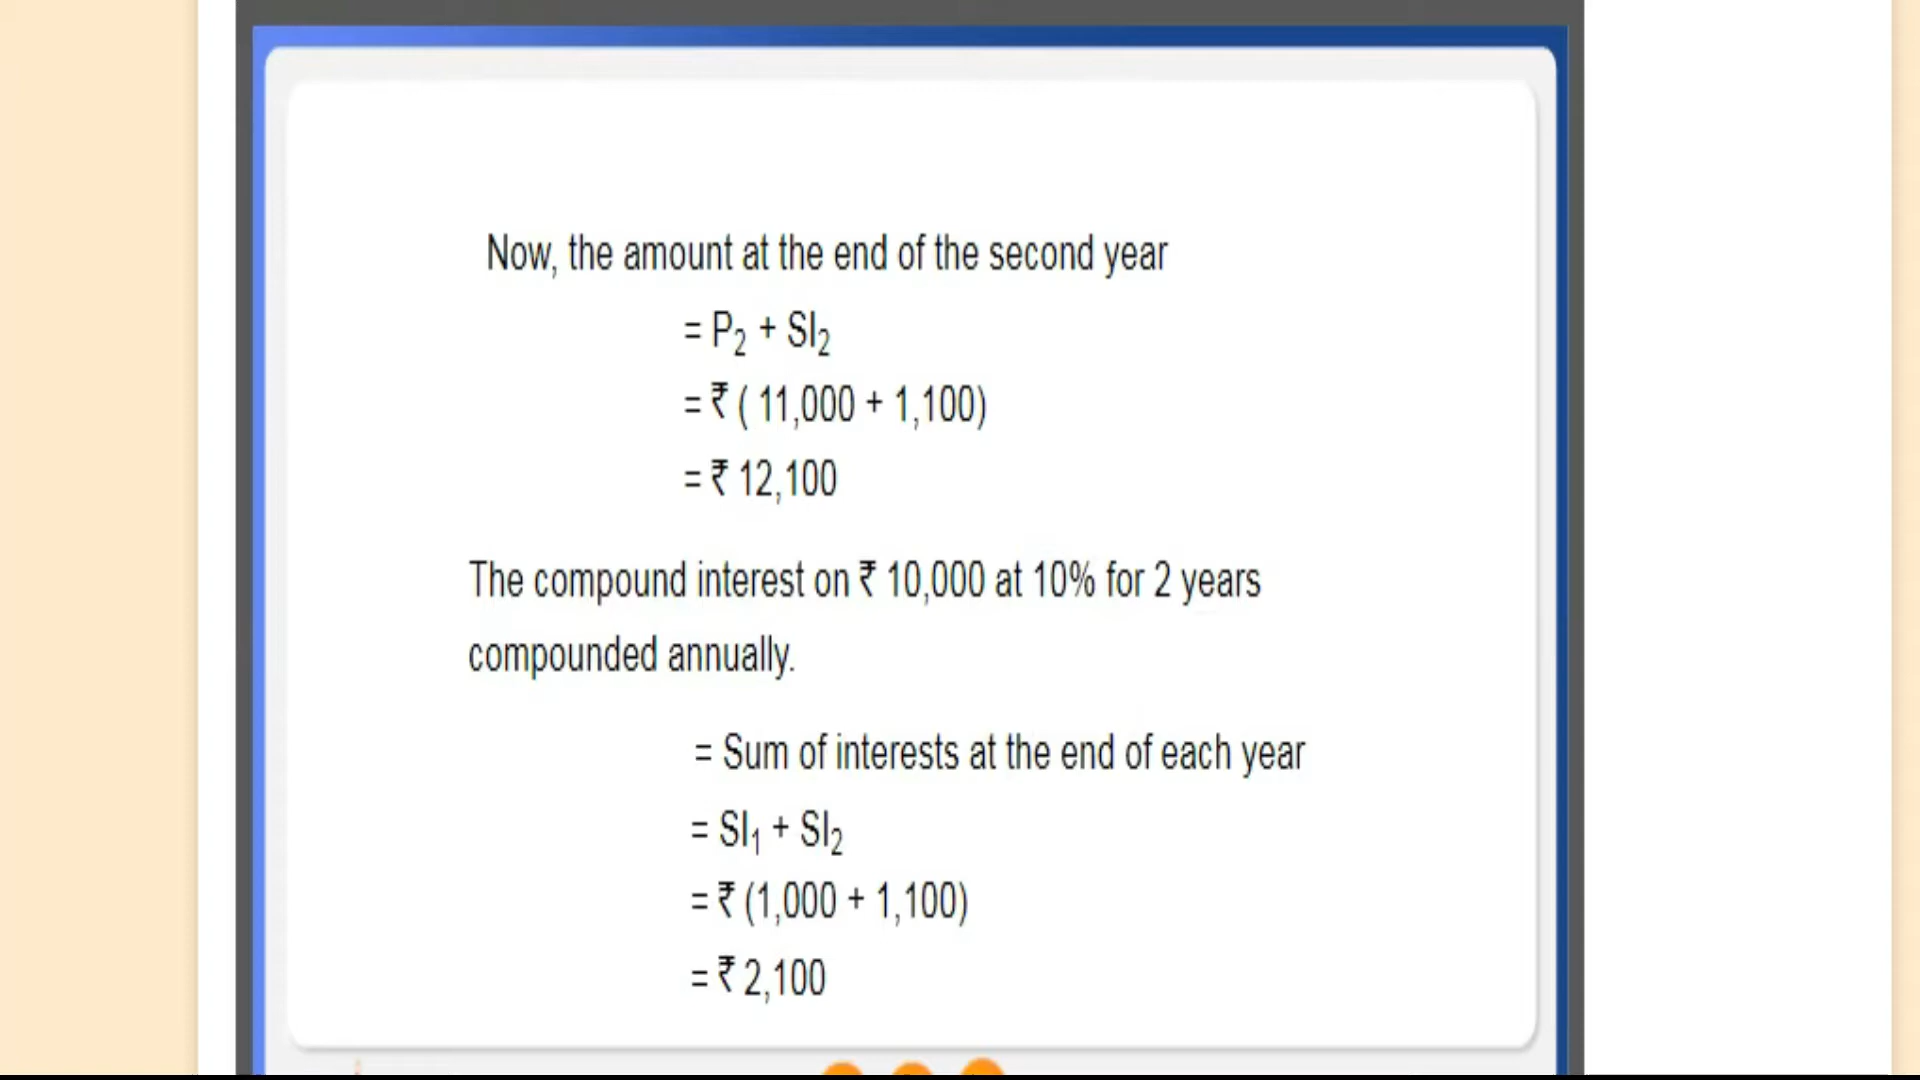 Now, the amount at the end of the second year
= P₂ + SI₂
= ₹ ( 11,000 + 1,100)
= ₹ 12,100
The compound interest on ₹ 10,000 at 10% for 2 years
compounded annually.
= Sum of interests at the end of each year
= SI₁ + SI₂
= ₹ (1,000 + 1,100)
= ₹ 2,100